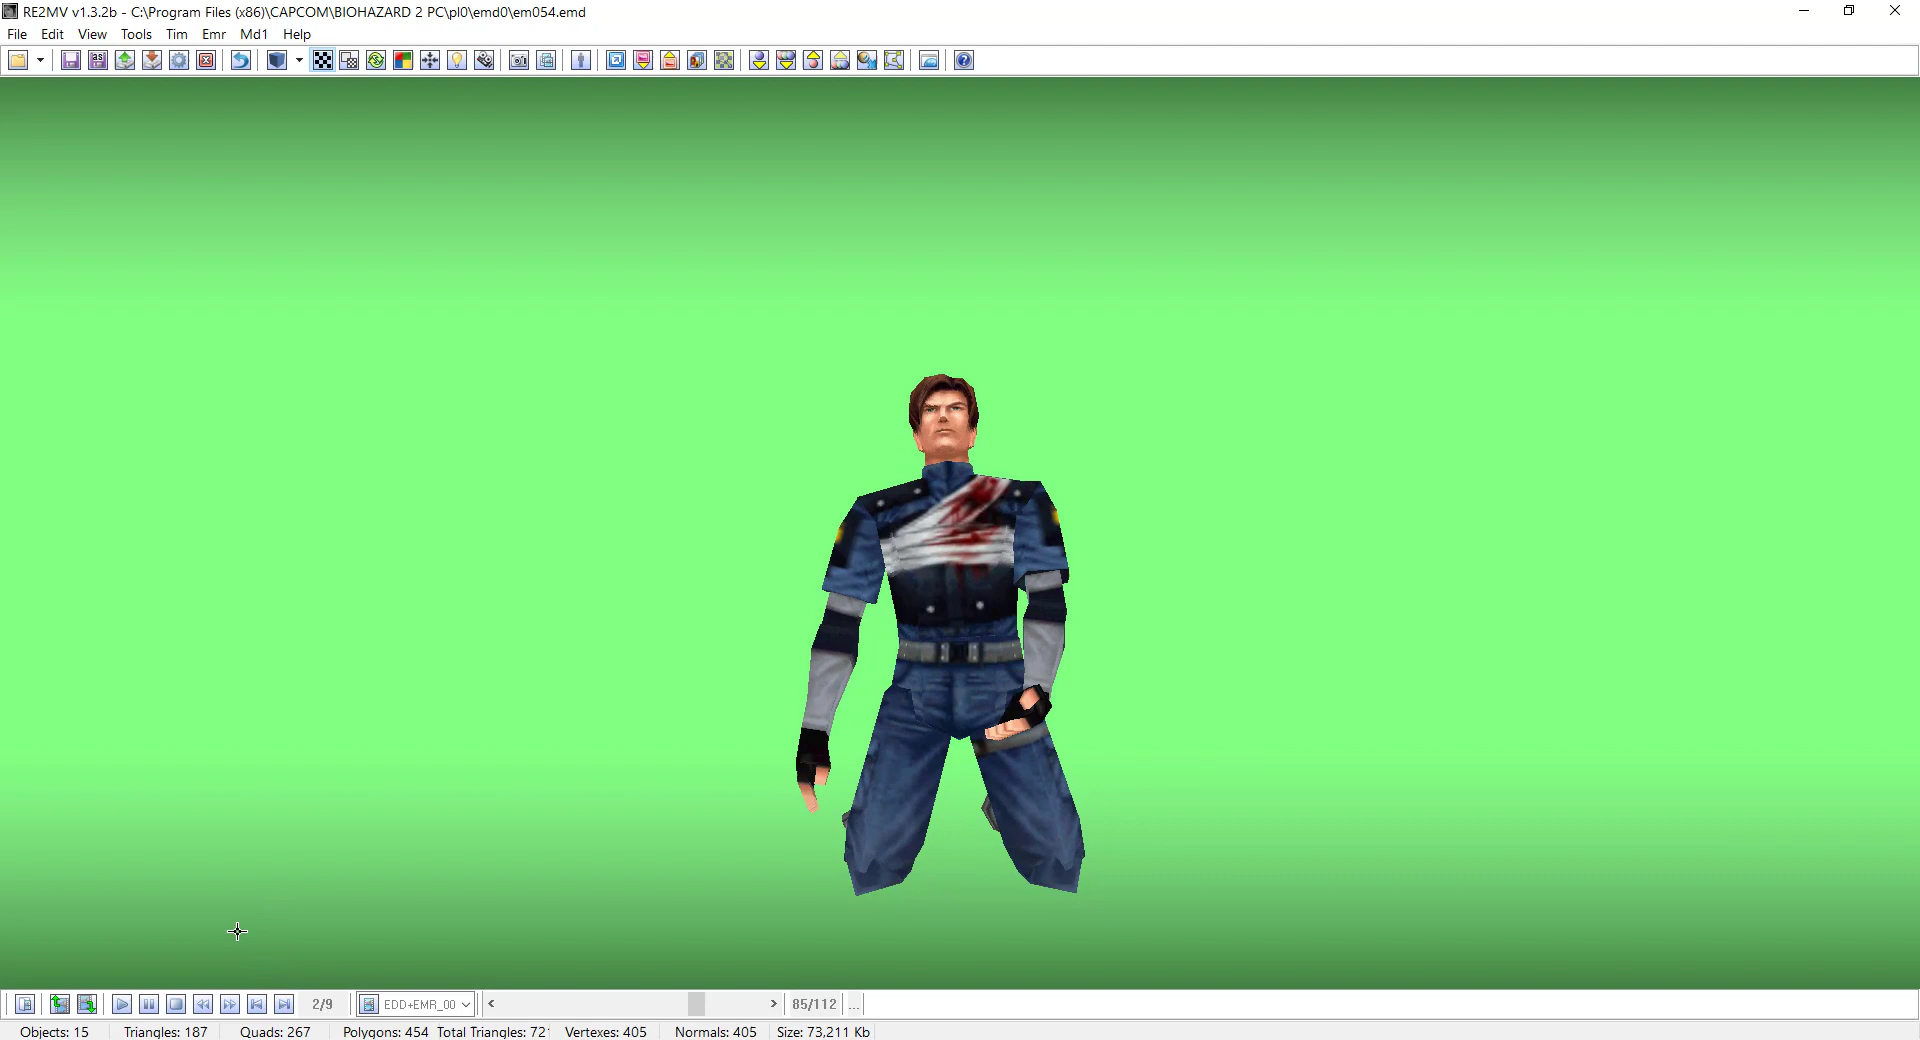 RE2MV v1.3.2b - C:\Program Files (x86)\CAPCOM\BIOHAZARD 2 PC\pl0\emd0\em054.emd
File Edit View Tools Tim Emr Md1 Help
2/9 EDD+EMR_00 85/112 ...
Objects: 15 Triangles: 187 Quads: 267 Polygons: 454 Total Triangles: 72 Vertexes: 405 Normals: 405 Size: 73,211 Kb